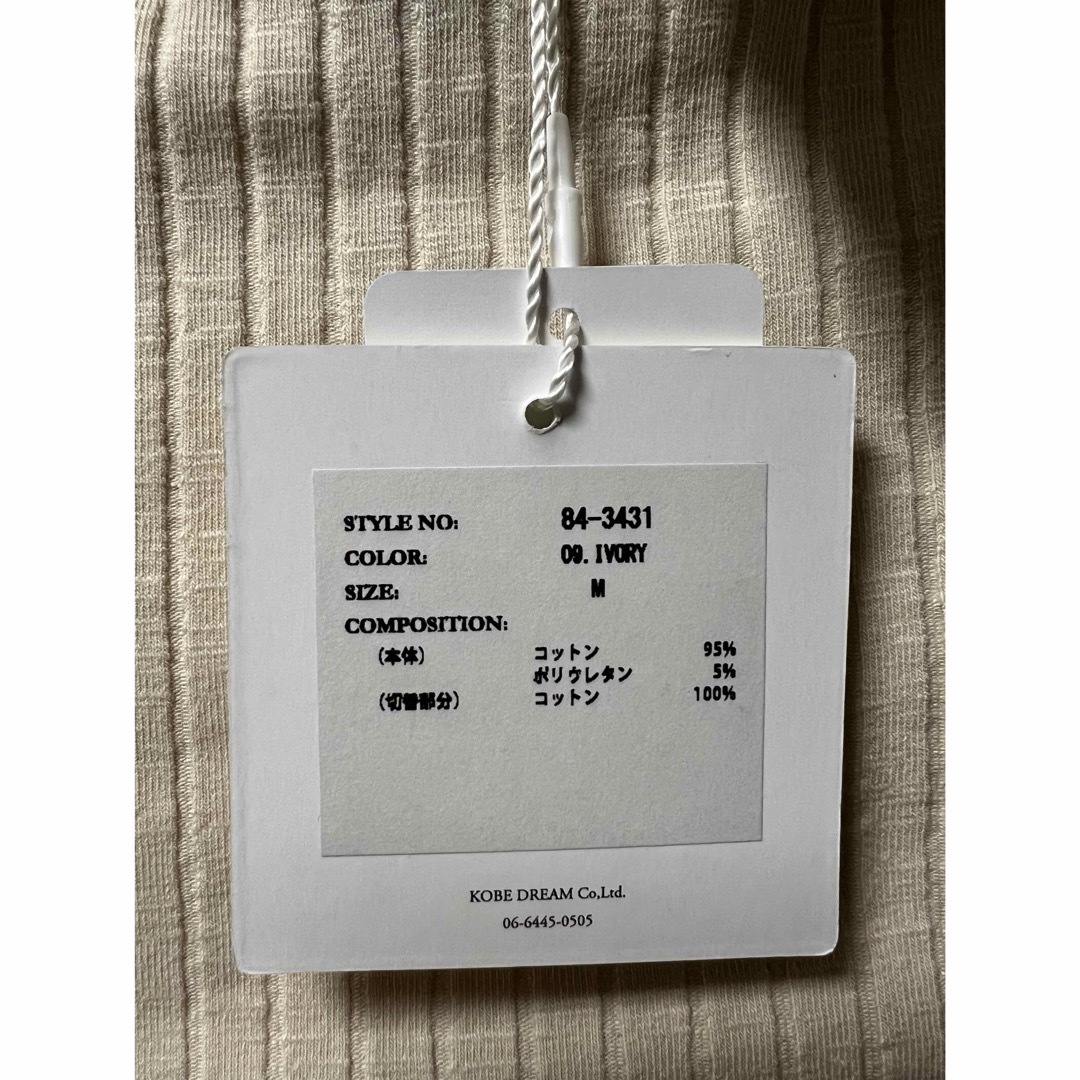 STYLE NO: 84-3431
COLOR: 09. IVORY
SIZE: M
COMPOSITION:
(本体) コットン 95%
ポリウレタン 5%
(切替部分) コットン 100%
KOBE DREAM Co,Ltd.
06-6445-0505